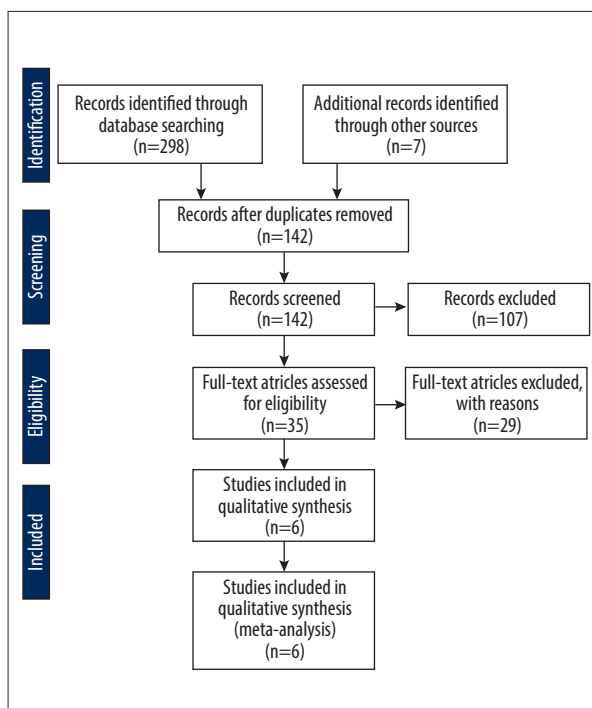 Identification
Records identified through
database searching
(n=298)
Additional records identified
through other sources
(n=7)
Screening
Records after duplicates removed
(n=142)
Records screened
(n=142)
Records excluded
(n=107)
Eligibility
Full-text atricles assessed
for eligibility
(n=35)
Full-text atricles excluded,
with reasons
(n=29)
Included
Studies included in
qualitative synthesis
(n=6)
Studies included in
qualitative synthesis
(meta-analysis)
(n=6)